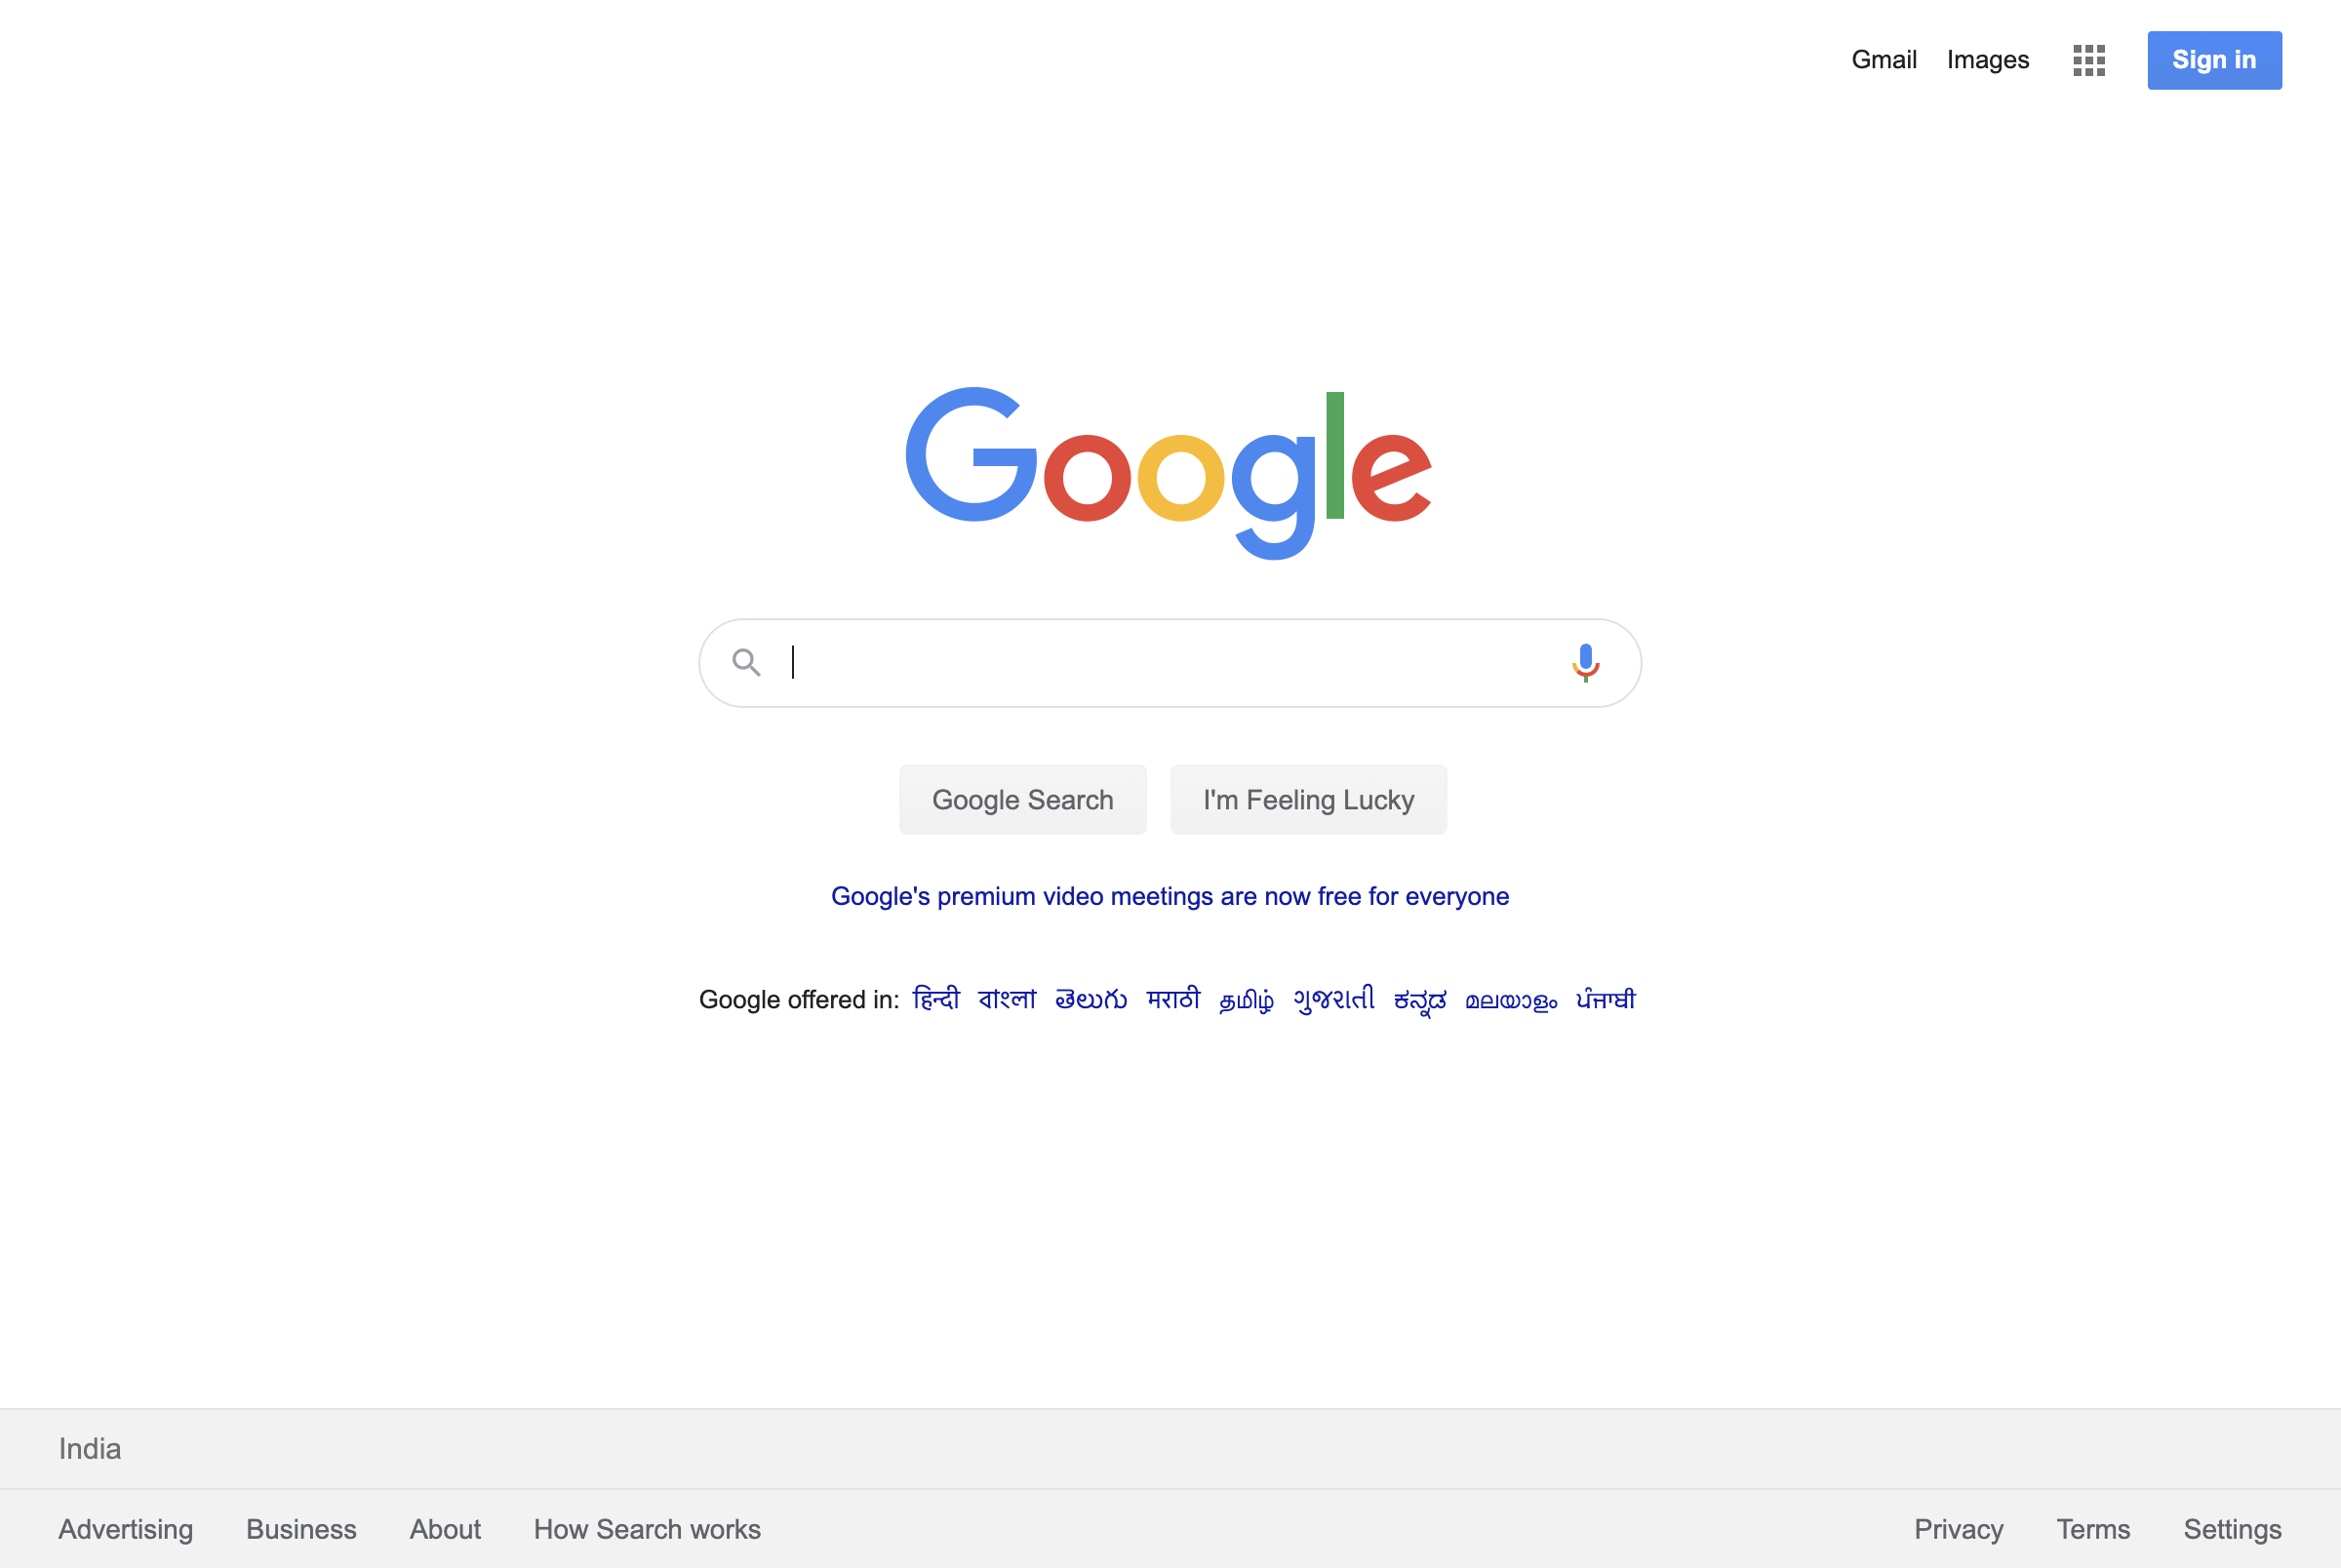 Gmail Images Sign in
Google
Google Search I'm Feeling Lucky
Google's premium video meetings are now free for everyone
Google offered in: हिन्दी বাংলা తెలుగు मराठी தமிழ் ગુજરાતી ಕನ್ನಡ മലയാളം ਪੰਜਾਬੀ
India
Advertising Business About How Search works Privacy Terms Settings